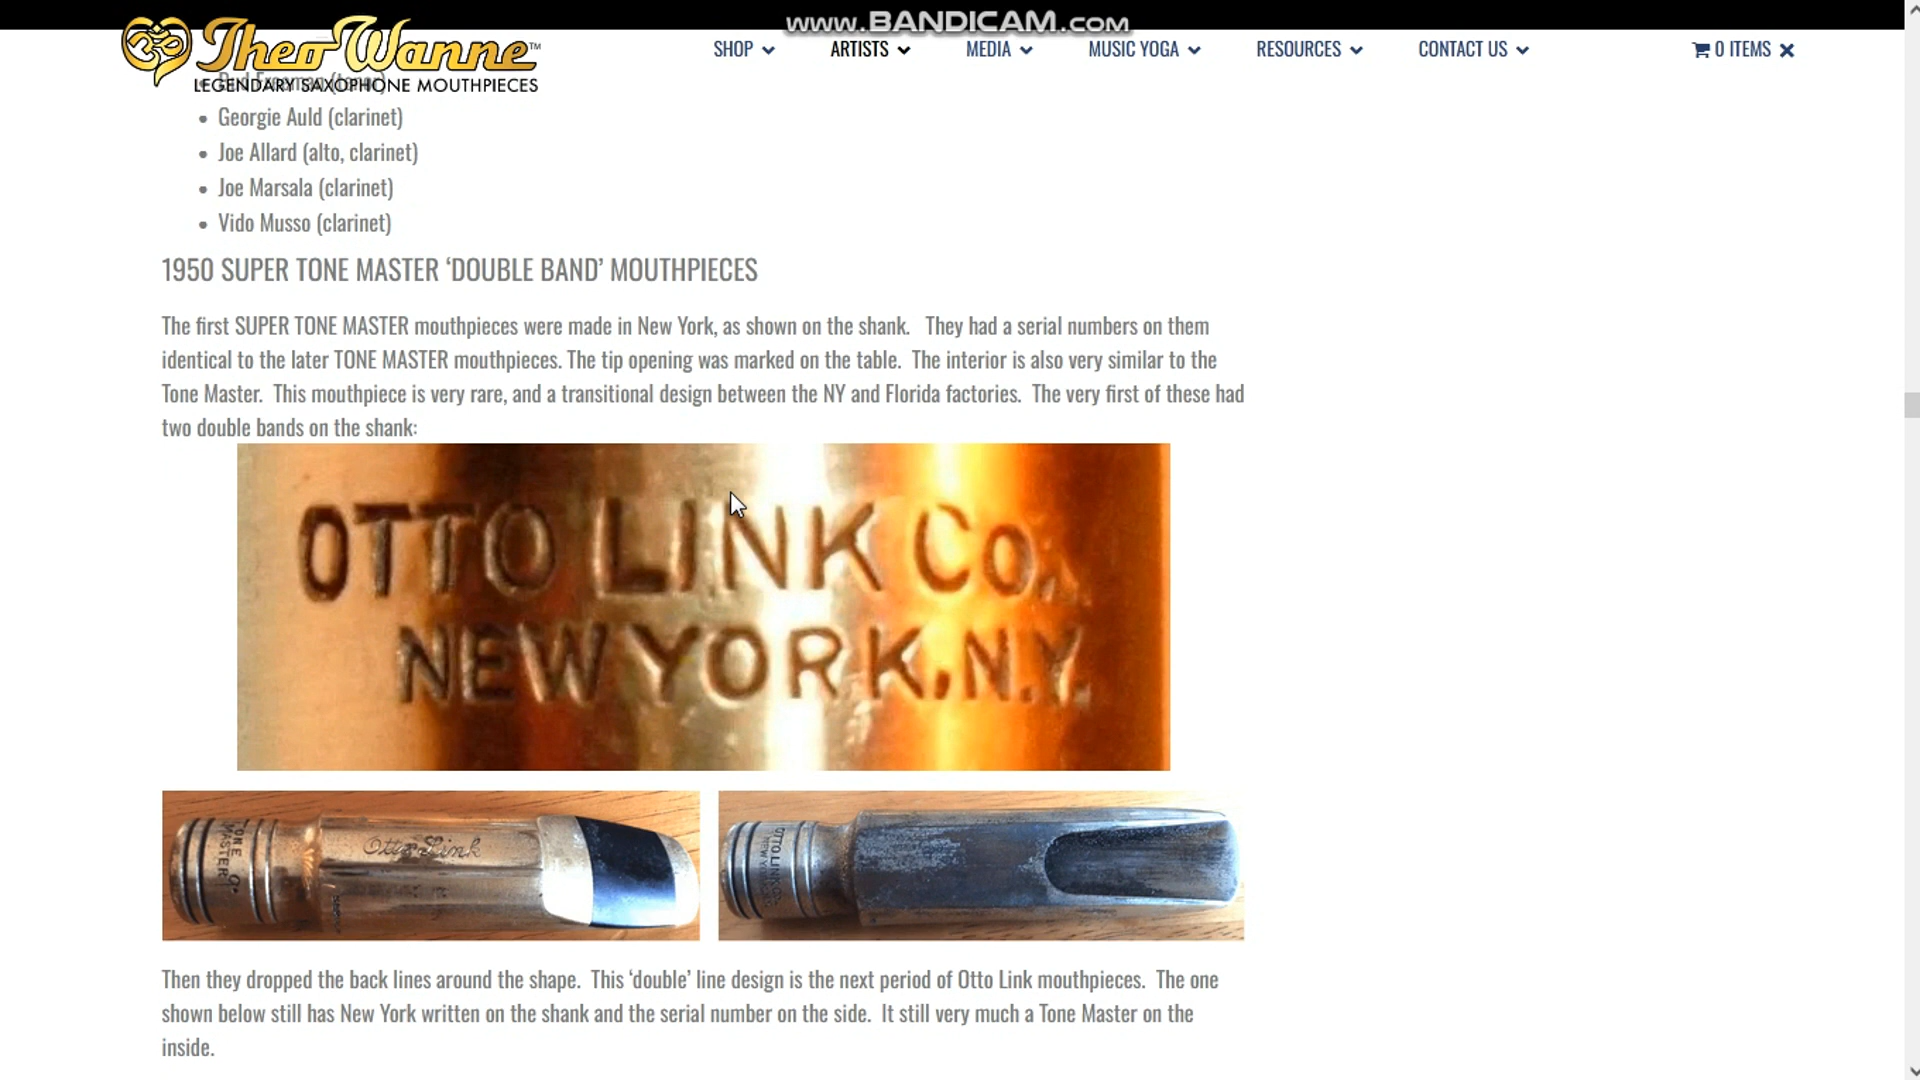 www.BANDICAM.com
Theo Wanne™
LEGENDARY SAXOPHONE MOUTHPIECES
SHOP
ARTISTS
MEDIA
MUSIC YOGA
RESOURCES
CONTACT US
0 ITEMS
Bud Freeman (tenor)
Georgie Auld (clarinet)
Joe Allard (alto, clarinet)
Joe Marsala (clarinet)
Vido Musso (clarinet)
1950 SUPER TONE MASTER ‘DOUBLE BAND’ MOUTHPIECES
The first SUPER TONE MASTER mouthpieces were made in New York, as shown on the shank. They had a serial numbers on them
identical to the later TONE MASTER mouthpieces. The tip opening was marked on the table. The interior is also very similar to the
Tone Master. This mouthpiece is very rare, and a transitional design between the NY and Florida factories. The very first of these had
two double bands on the shank:
OTTO LINK Co.
NEW YORK, N.Y.
TONE
MASTER
Otto Link
OTTO LINK
NEW YORK
Then they dropped the back lines around the shape. This ‘double’ line design is the next period of Otto Link mouthpieces. The one
shown below still has New York written on the shank and the serial number on the side. It still very much a Tone Master on the
inside.